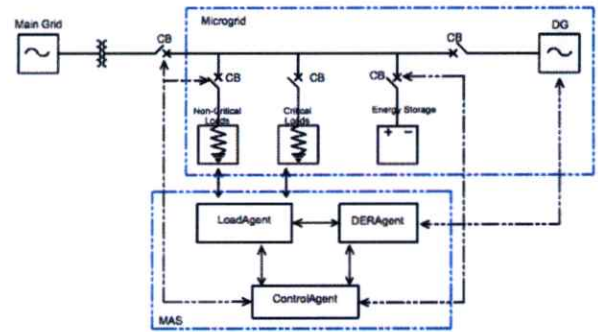 Main Grid
Microgrid
DG
CB
CB
CB
CB
CB
Non-Critical
Loads
Critical
Loads
Energy Storage
+ −
LoadAgent
DERAgent
ControlAgent
MAS